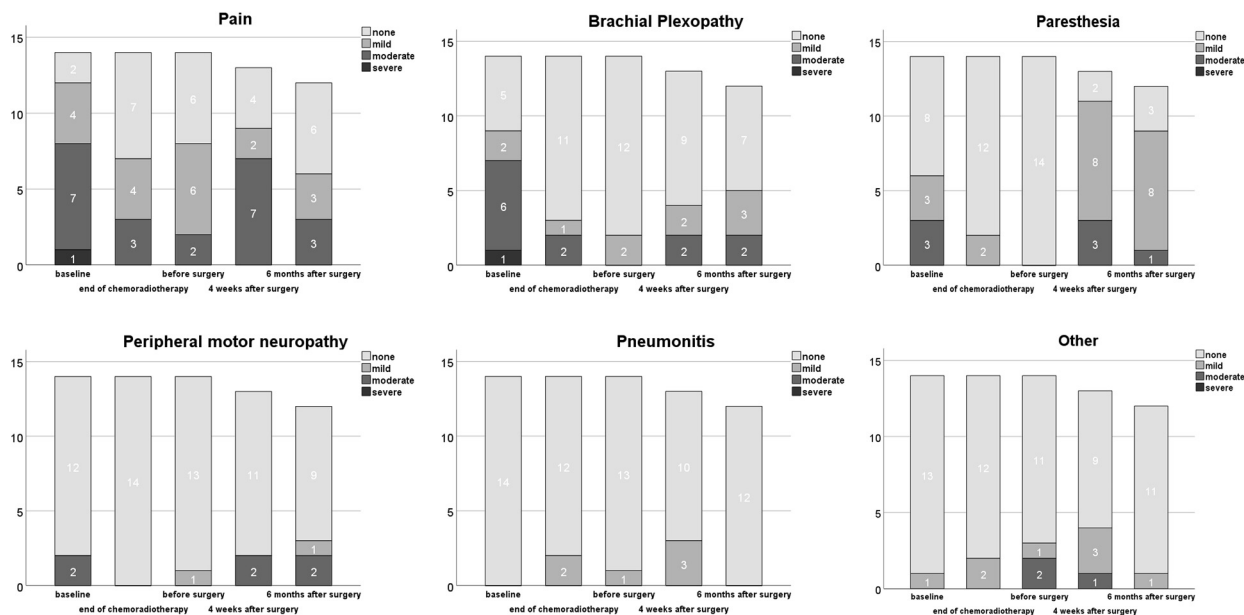 Pain
none
mild
moderate
severe
15
10
5
0
2
4
7
1
7
4
3
6
6
2
4
2
7
6
3
3
baseline before surgery 6 months after surgery
end of chemoradiotherapy 4 weeks after surgery
Brachial Plexopathy
none
mild
moderate
severe
15
10
5
0
5
2
6
1
11
1
2
12
2
9
2
2
7
3
2
baseline before surgery 6 months after surgery
end of chemoradiotherapy 4 weeks after surgery
Paresthesia
none
mild
moderate
severe
15
10
5
0
8
3
3
12
2
14
2
8
3
3
8
1
baseline before surgery 6 months after surgery
end of chemoradiotherapy 4 weeks after surgery
Peripheral motor neuropathy
none
mild
moderate
severe
15
10
5
0
12
2
14
13
1
11
2
9
1
2
baseline before surgery 6 months after surgery
end of chemoradiotherapy 4 weeks after surgery
Pneumonitis
none
mild
moderate
severe
15
10
5
0
14
12
2
13
1
10
3
12
baseline before surgery 6 months after surgery
end of chemoradiotherapy 4 weeks after surgery
Other
none
mild
moderate
severe
15
10
5
0
13
1
12
2
11
1
2
9
3
1
11
1
baseline before surgery 6 months after surgery
end of chemoradiotherapy 4 weeks after surgery